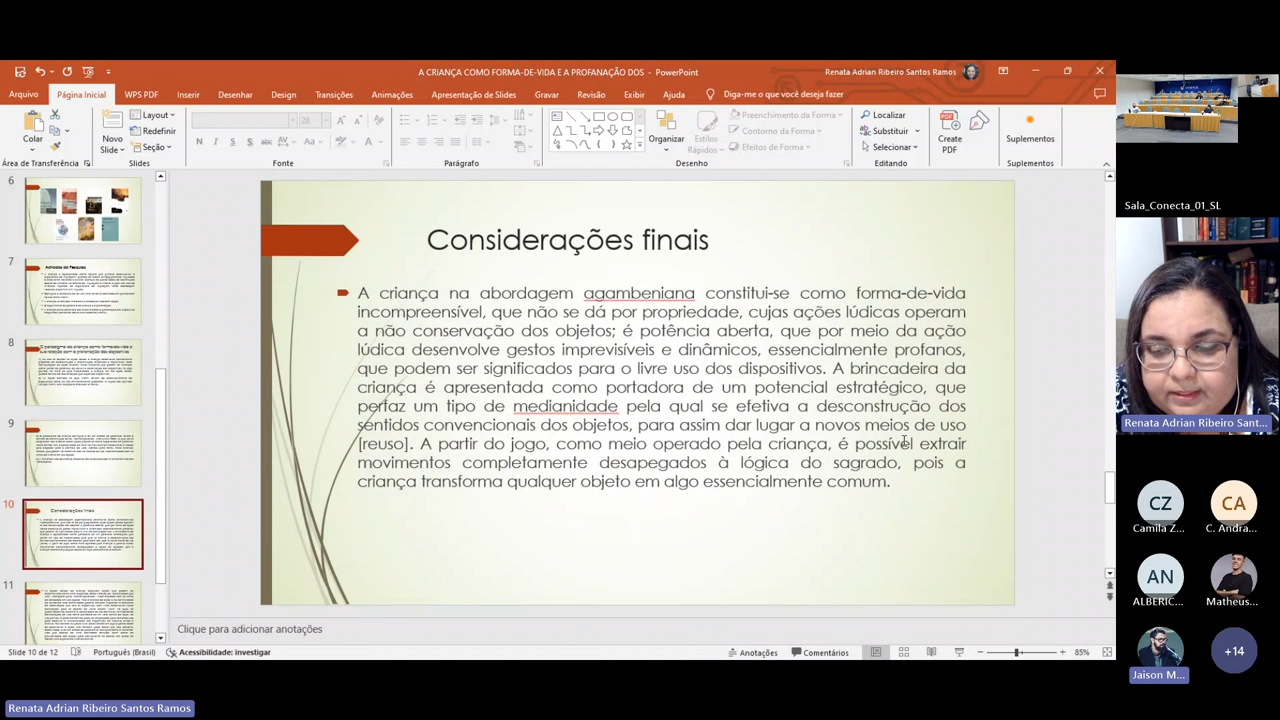 A CRIANÇA COMO FORMA-DE-VIDA E A PROFANAÇÃO DOS - PowerPoint
Renata Adrian Ribeiro Santos Ramos
Arquivo
Página Inicial
WPS PDF
Inserir
Desenhar
Design
Transições
Animações
Apresentação de Slides
Gravar
Revisão
Exibir
Ajuda
Diga-me o que você deseja fazer
Colar
Área de Transferência
Novo
Slide
Layout
Redefinir
Seção
Slides
N
I
S
S
Aa
A
Fonte
Parágrafo
Organizar
Estilos
Rápidos
Preenchimento da Forma
Contorno da Forma
Efeitos de Forma
Desenho
Localizar
Substituir
Selecionar
Editando
Create
PDF
Suplementos
Suplementos
6
7
8
9
10
11
Considerações finais
A criança na abordagem agambeniana constitui-se como forma-de-vida
incompreensível, que não se dá por propriedade, cujas ações lúdicas operam
a não conservação dos objetos; é potência aberta, que por meio da ação
lúdica desenvolve gestos imprevisíveis e dinâmicas essencialmente profanos,
que podem ser significados para o livre uso dos dispositivos. A brincadeira da
criança é apresentada como portadora de um potencial estratégico, que
perfaz um tipo de medianidade pela qual se efetiva a desconstrução dos
sentidos convencionais dos objetos, para assim dar lugar a novos meios de uso
[reuso]. A partir do jogo, como meio operado pela criança, é possível extrair
movimentos completamente desapegados à lógica do sagrado, pois a
criança transforma qualquer objeto em algo essencialmente comum.
Clique para adicionar anotações
Slide 10 de 12
Português (Brasil)
Acessibilidade: investigar
Anotações
Comentários
85%
Sala_Conecta_01_SL
Renata Adrian Ribeiro Sant...
CZ
Camila Z...
CA
C. Andra...
AN
ALBERIC...
Matheus...
Jaison M...
+14
Renata Adrian Ribeiro Santos Ramos